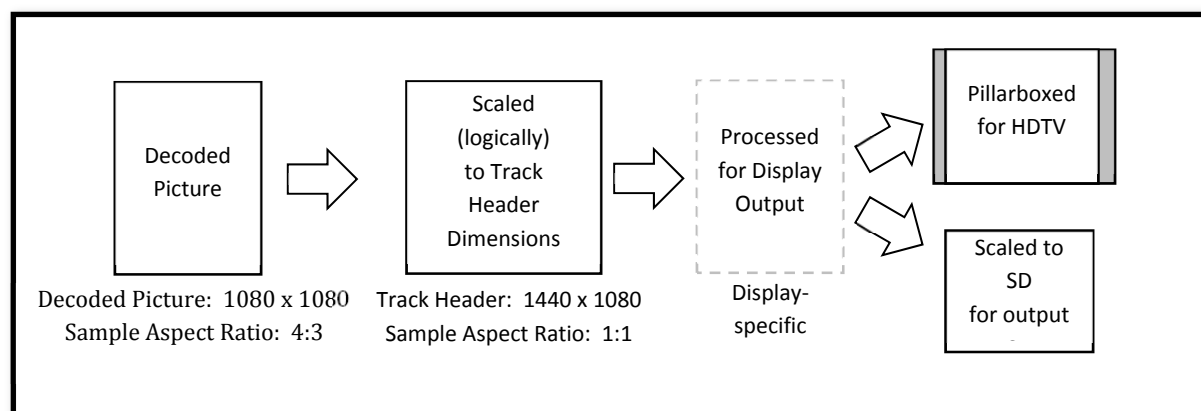 Decoded
Picture
Decoded Picture: 1080 x 1080
Sample Aspect Ratio: 4:3
Scaled
(logically)
to Track
Header
Dimensions
Track Header: 1440 x 1080
Sample Aspect Ratio: 1:1
Processed
for Display
Output
Display-
specific
Pillarboxed
for HDTV
Scaled to
SD
for output